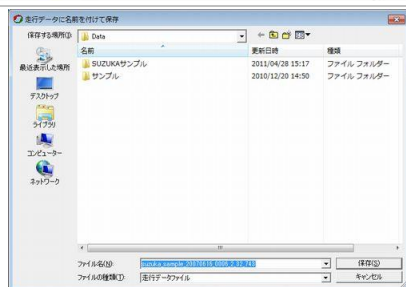 走行データに名前を付けて保存
保存する場所(I): Data
名前 更新日時 種類
SUZUKAサンプル 2011/04/28 15:17 ファイル フォルダー
サンプル 2010/12/20 14:50 ファイル フォルダー
最近表示した場所
デスクトップ
ライブラリ
コンピューター
ネットワーク
ファイル名(N): 保存(S)
ファイルの種類(T): 走行データファイル キャンセル